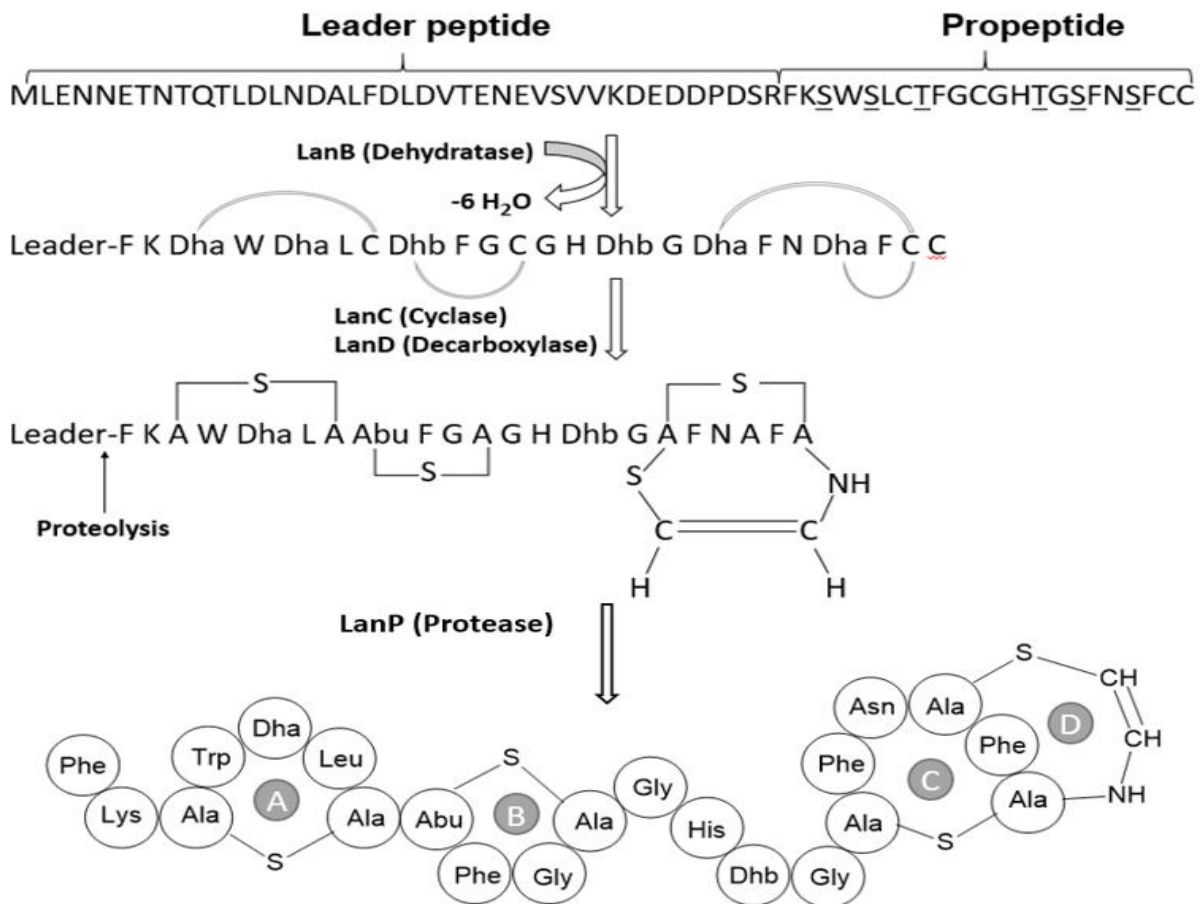 Leader peptide Propeptide
MLENNETNTQTLDLNDALFDLDVTENEVSVVKDEDDPDSRFKSWSLCTFGCGHTGSFNSFCC
LanB (Dehydratase)
-6 H₂O
Leader-F K Dha W Dha L C Dhb F G C G H Dhb G Dha F N Dha F C C
LanC (Cyclase)
LanD (Decarboxylase)
S S
Leader-F K A W Dha L A Abu F G A G H Dhb G A F N A F A
S S NH
C C
H H
Proteolysis
LanP (Protease)
Phe Lys Ala Trp Dha Leu Ala S A
Abu Phe Gly Ala S B
Gly His Dhb Gly
Ala Phe Asn Ala Phe Ala S C
S CH CH NH D